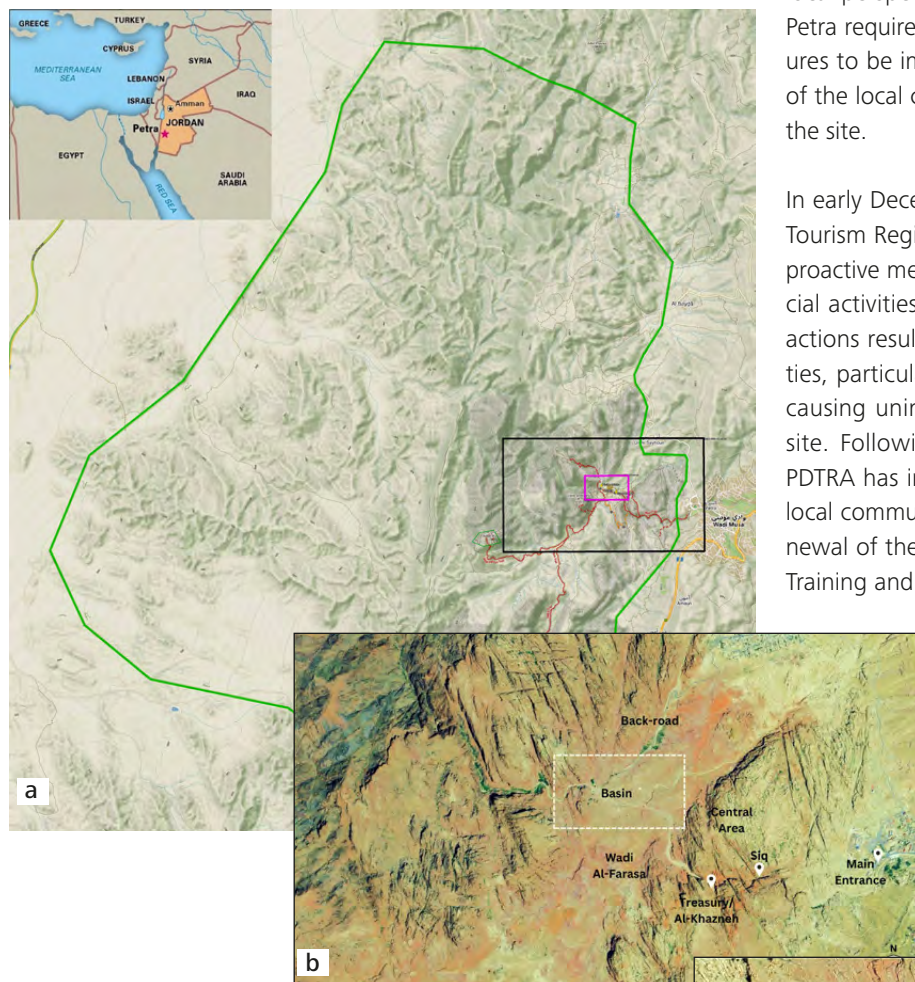 GREECE
TURKEY
CYPRUS
MEDITERRANEAN
SEA
SYRIA
LEBANON
ISRAEL
Amman
IRAQ
JORDAN
Petra
EGYPT
SAUDI
ARABIA
RED SEA
وادي موسى
Wadi Musa
a
Back-road
Basin
Central
Area
Wadi
Al-Farasa
Siq
Treasury/
Al-Khazneh
Main
Entrance
N
b
Petra require
ures to be in
of the local c
the site.
In early Dece
Tourism Regi
proactive me
cial activities
actions resul
ties, particul
causing unin
site. Followi
PDTRA has in
local commu
newal of the
Training and